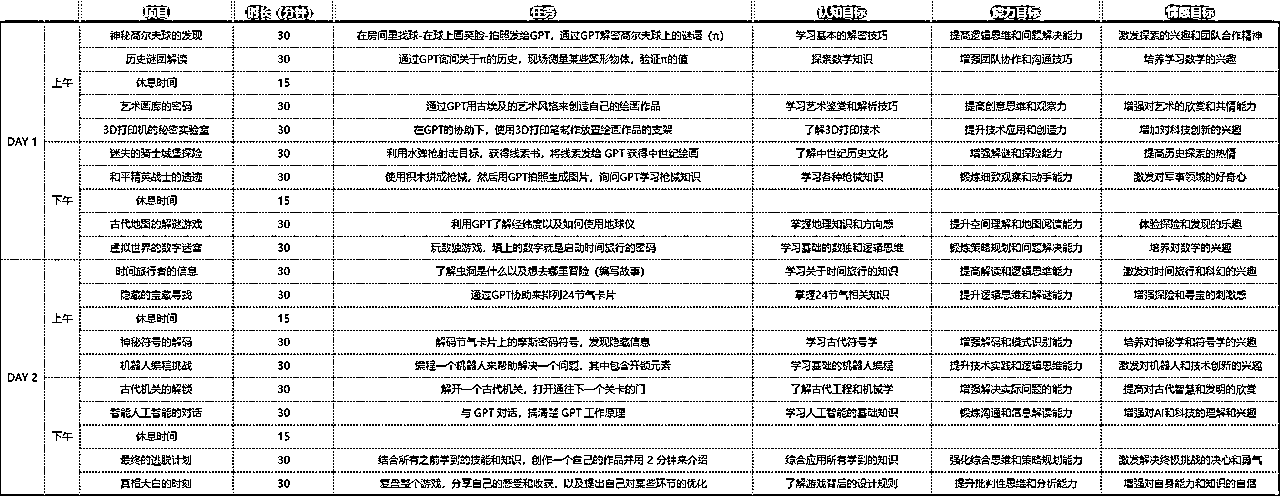 项目 时长（分钟） 任务 认知目标 能力目标 情感目标
DAY 1
上午
神秘高尔夫球的发现 30 在房间里找球-在球上画笑脸-拍照发给GPT，通过GPT解密高尔夫球上的谜语（π） 学习基本的解密技巧 提高逻辑思维和问题解决能力 激发探索的兴趣和团队合作精神
历史谜团解读 30 通过GPT询问关于π的历史，现场测量某些圆形物体，验证π的值 探索数学知识 增强团队协作和沟通技巧 培养学习数学的兴趣
休息时间 15
艺术画廊的密码 30 通过GPT用古埃及的艺术风格来创造自己的绘画作品 学习艺术鉴赏和解析技巧 提高创意思维和观察力 增强对艺术的欣赏和共情能力
3D打印机的秘密实验室 30 在GPT的协助下，使用3D打印笔制作放置绘画作品的支架 了解3D打印技术 提升技术应用和创造力 增加对科技创新的兴趣
下午
迷失的骑士城堡探险 30 利用水弹枪射击目标，获得线索书，将线索发给 GPT 获得中世纪绘画 了解中世纪历史文化 增强解谜和探险能力 提高历史探索的热情
和平精英战士的遗迹 30 使用积木拼成枪械，然后用GPT拍照生成图片，询问GPT学习枪械知识 学习各种枪械知识 锻炼细致观察和动手能力 激发对军事领域的好奇心
休息时间 15
古代地图的解谜游戏 30 利用GPT了解经纬度以及如何使用地球仪 掌握地理知识和方向感 提升空间理解和地图阅读能力 体验探险和发现的乐趣
虚拟世界的数字迷宫 30 玩数独游戏，填上的数字就是启动时间旅行的密码 学习基础的数独和逻辑思维 锻炼策略规划和问题解决能力 培养对数字的兴趣
DAY 2
上午
时间旅行者的信息 30 了解虫洞是什么以及想去哪里冒险（编写故事） 学习关于时间旅行的知识 提高解读和逻辑思维能力 激发对时间旅行和科幻的兴趣
隐藏的宝藏寻找 30 通过GPT协助来排列24节气卡片 掌握24节气相关知识 提升逻辑思维和解谜能力 增强探险和寻宝的刺激感
休息时间 15
神秘符号的解码 30 解码节气卡片上的摩斯密码符号，发现隐藏信息 学习古代符号学 增强解码和模式识别能力 培养对神秘学和符号学的兴趣
机器人编程挑战 30 编程一个机器人来帮助解决一个问题，其中包含开锁元素 学习基础的机器人编程 提升技术实践和逻辑思维能力 激发对机器人和技术创新的兴趣
下午
古代机关的解锁 30 解开一个古代机关，打开通往下一个关卡的门 了解古代工程和机械学 增强解决实际问题的能力 提高对古代智慧和发明的欣赏
智能人工智能的对话 30 与 GPT 对话，搞清楚 GPT 工作原理 学习人工智能的基础知识 锻炼沟通和信息解读能力 增强对AI和科技的理解和兴趣
休息时间 15
最终的逃脱计划 30 结合所有之前学到的技能和知识，创作一个自己的作品并用 2 分钟来介绍 综合应用所有学到的知识 强化综合思维和策略规划能力 激发解决终极挑战的决心和勇气
真相大白的时刻 30 复盘整个游戏，分享自己的感受和收获，以及提出自己对某些环节的优化 了解游戏背后的设计规则 提升批判性思维和分析能力 增强对自身能力和知识的自信